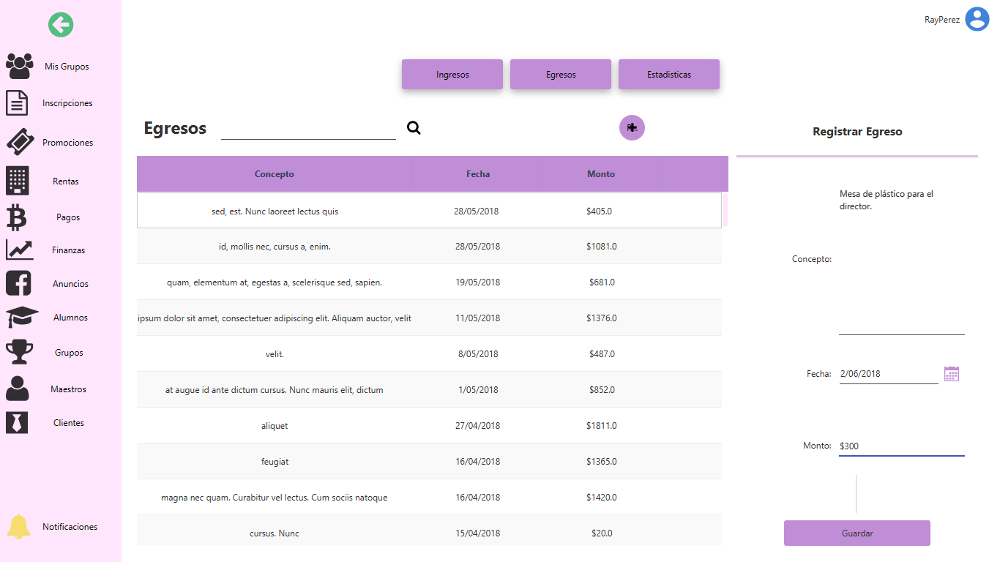 RayPerez
Mis Grupos
Inscripciones
Promociones
Rentas
Pagos
Finanzas
Anuncios
Alumnos
Grupos
Maestros
Clientes
Notificaciones
Ingresos
Egresos
Estadísticas
Egresos
Concepto Fecha Monto
sed, est. Nunc laoreet lectus quis 28/05/2018 $405.0
id, mollis nec, cursus a, enim. 28/05/2018 $1081.0
quam, elementum at, egestas a, scelerisque sed, sapien. 19/05/2018 $681.0
ipsum dolor sit amet, consectetuer adipiscing elit. Aliquam auctor, velit 11/05/2018 $1376.0
velit. 8/05/2018 $487.0
at augue id ante dictum cursus. Nunc mauris elit, dictum 1/05/2018 $852.0
aliquet 27/04/2018 $1811.0
feugiat 16/04/2018 $1365.0
magna nec quam. Curabitur vel lectus. Cum sociis natoque 16/04/2018 $1420.0
cursus. Nunc 15/04/2018 $20.0
Registrar Egreso
Mesa de plástico para el
director.
Concepto:
Fecha: 2/06/2018
Monto: $300
Guardar